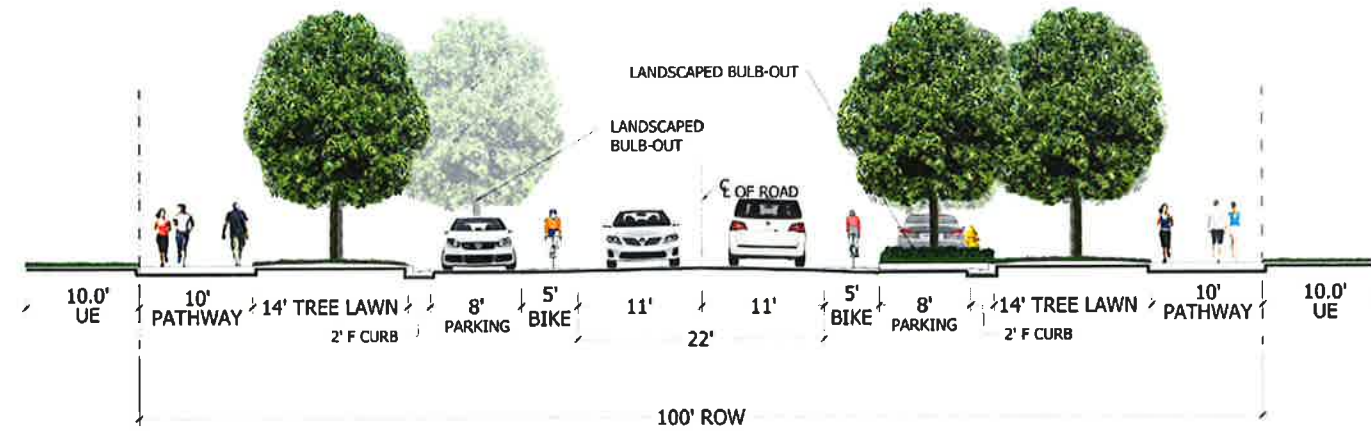 LANDSCAPED BULB-OUT
LANDSCAPED
BULB-OUT
℄ OF ROAD
10.0'
UE
10'
PATHWAY
14' TREE LAWN
2' F CURB
8'
PARKING
5'
BIKE
11'
11'
22'
5'
BIKE
8'
PARKING
14' TREE LAWN
2' F CURB
10'
PATHWAY
10.0'
UE
100' ROW